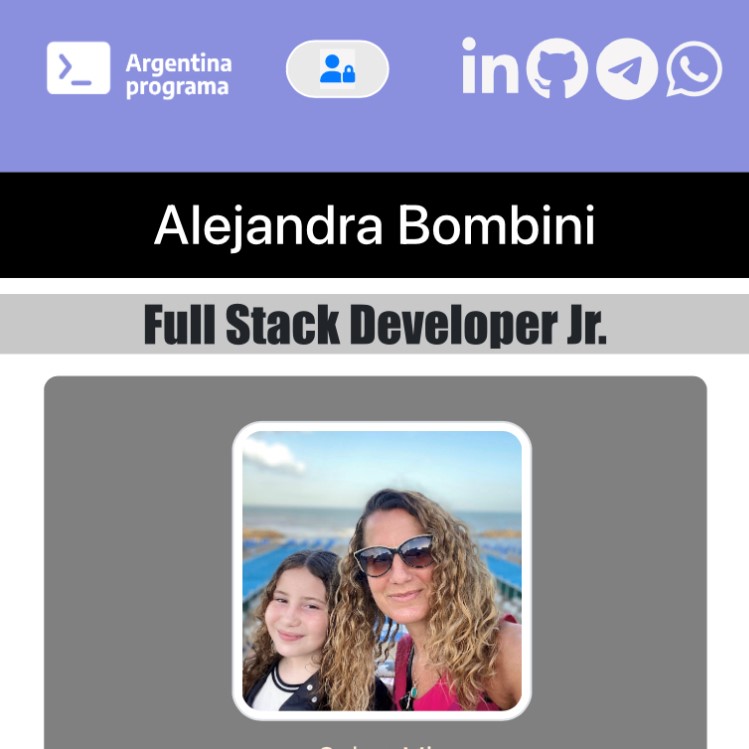 Argentina
programa
in
Alejandra Bombini
Full Stack Developer Jr.